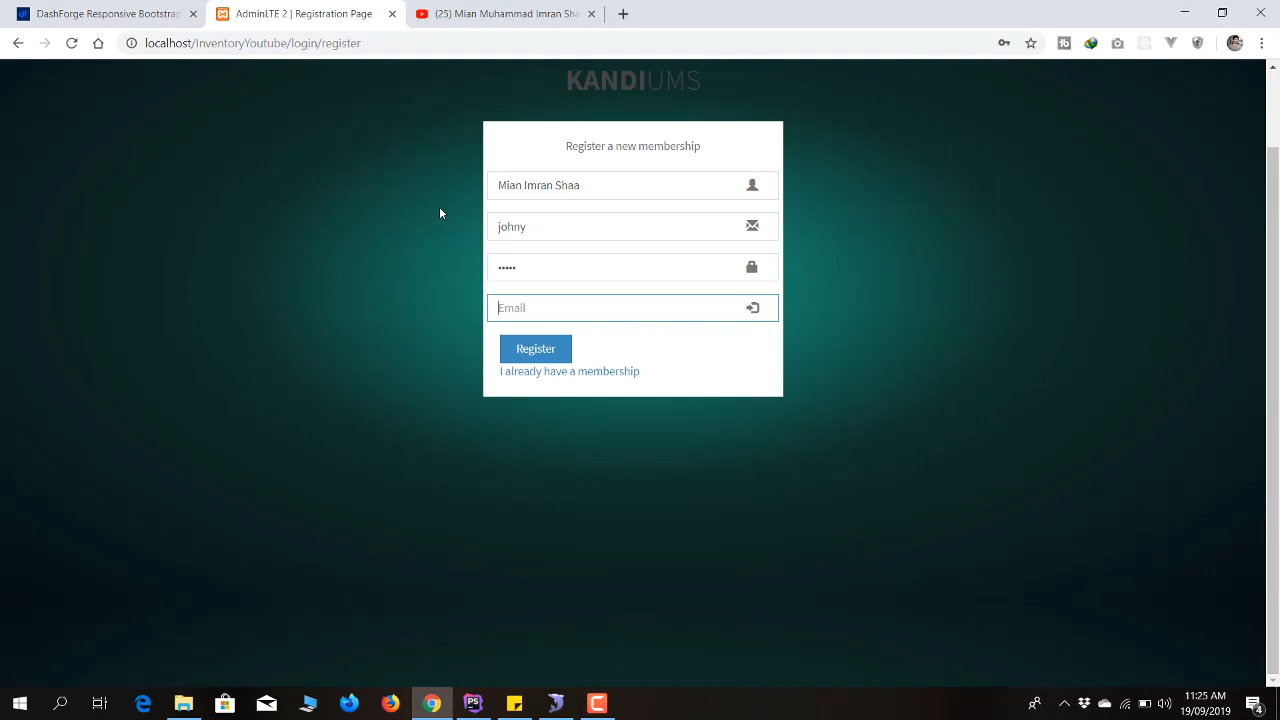 DashForge Responsive Bootstrap
AdminLTE 2 | Registration Page
(25) Mian Muhammad Imran Sha
localhost/InventoryYoutube/login/register
KANDIUMS
Register a new membership
Mian Imran Shaa
johny
•••••
Email
Register
I already have a membership
11:25 AM
19/09/2019